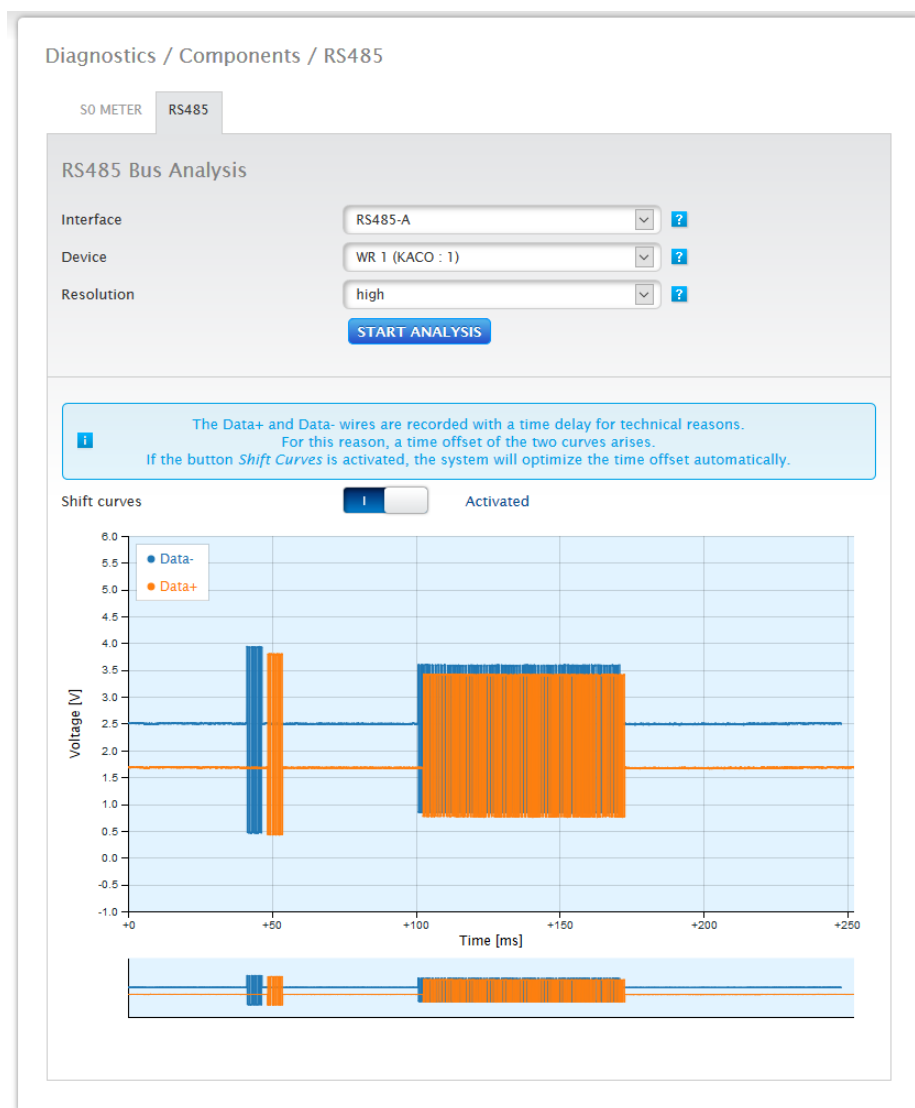 Diagnostics / Components / RS485
S0 METER RS485
RS485 Bus Analysis
Interface RS485-A ?
Device WR 1 (KACO : 1) ?
Resolution high ?
START ANALYSIS
The Data+ and Data- wires are recorded with a time delay for technical reasons.
i For this reason, a time offset of the two curves arises.
If the button Shift Curves is activated, the system will optimize the time offset automatically.
Shift curves I Activated
6.0
5.5
5.0
4.5
4.0
3.5
3.0
2.5
2.0
1.5
1.0
0.5
0.0
-0.5
-1.0
Voltage [V]
Data-
Data+
+0 +50 +100 +150 +200 +250
Time [ms]